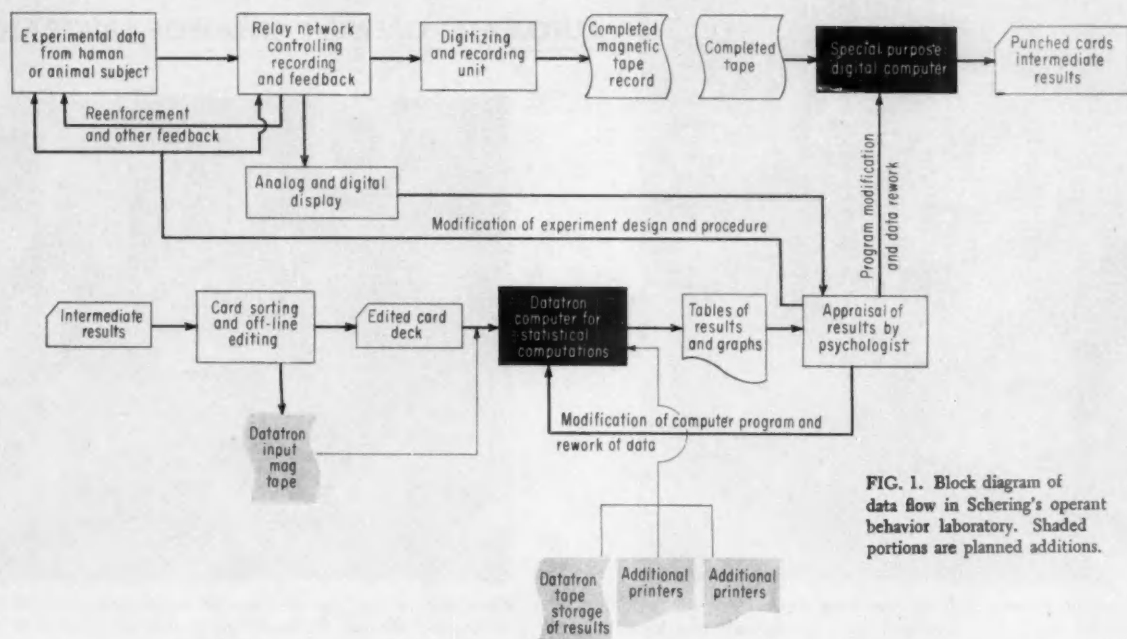 Experimental data
from human
or animal subject
Relay network
controlling
recording
and feedback
Digitizing
and recording
unit
Completed
magnetic
tape
record
Completed
tape
Special purpose
digital computer
Punched cards
intermediate
results
Reenforcement
and other feedback
Analog and digital
display
Modification of experiment design and procedure
Program modification
and data rework
Intermediate
results
Card sorting
and off-line
editing
Edited card
deck
Datatron
computer for
statistical
computations
Tables of
results
and graphs
Appraisal of
results by
psychologist
Modification of computer program and
rework of data
Datatron
input
mag
tape
Datatron
tape
storage
of results
Additional
printers
Additional
printers
FIG. 1. Block diagram of
data flow in Schering's operant
behavior laboratory. Shaded
portions are planned additions.